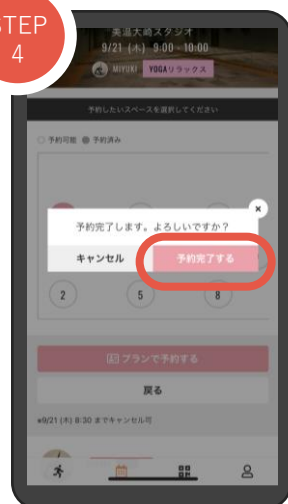 STEP
4
美温大崎スタジオ
9/21 (木) 9:00 - 10:00
MIYUKI YOGAリラックス
予約したいスペースを選択してください
予約可能 予約済み
予約完了します。よろしいですか？
キャンセル 予約完了する
2 5 8
プランで予約する
戻る
※9/21 (木) 8:30 までキャンセル可